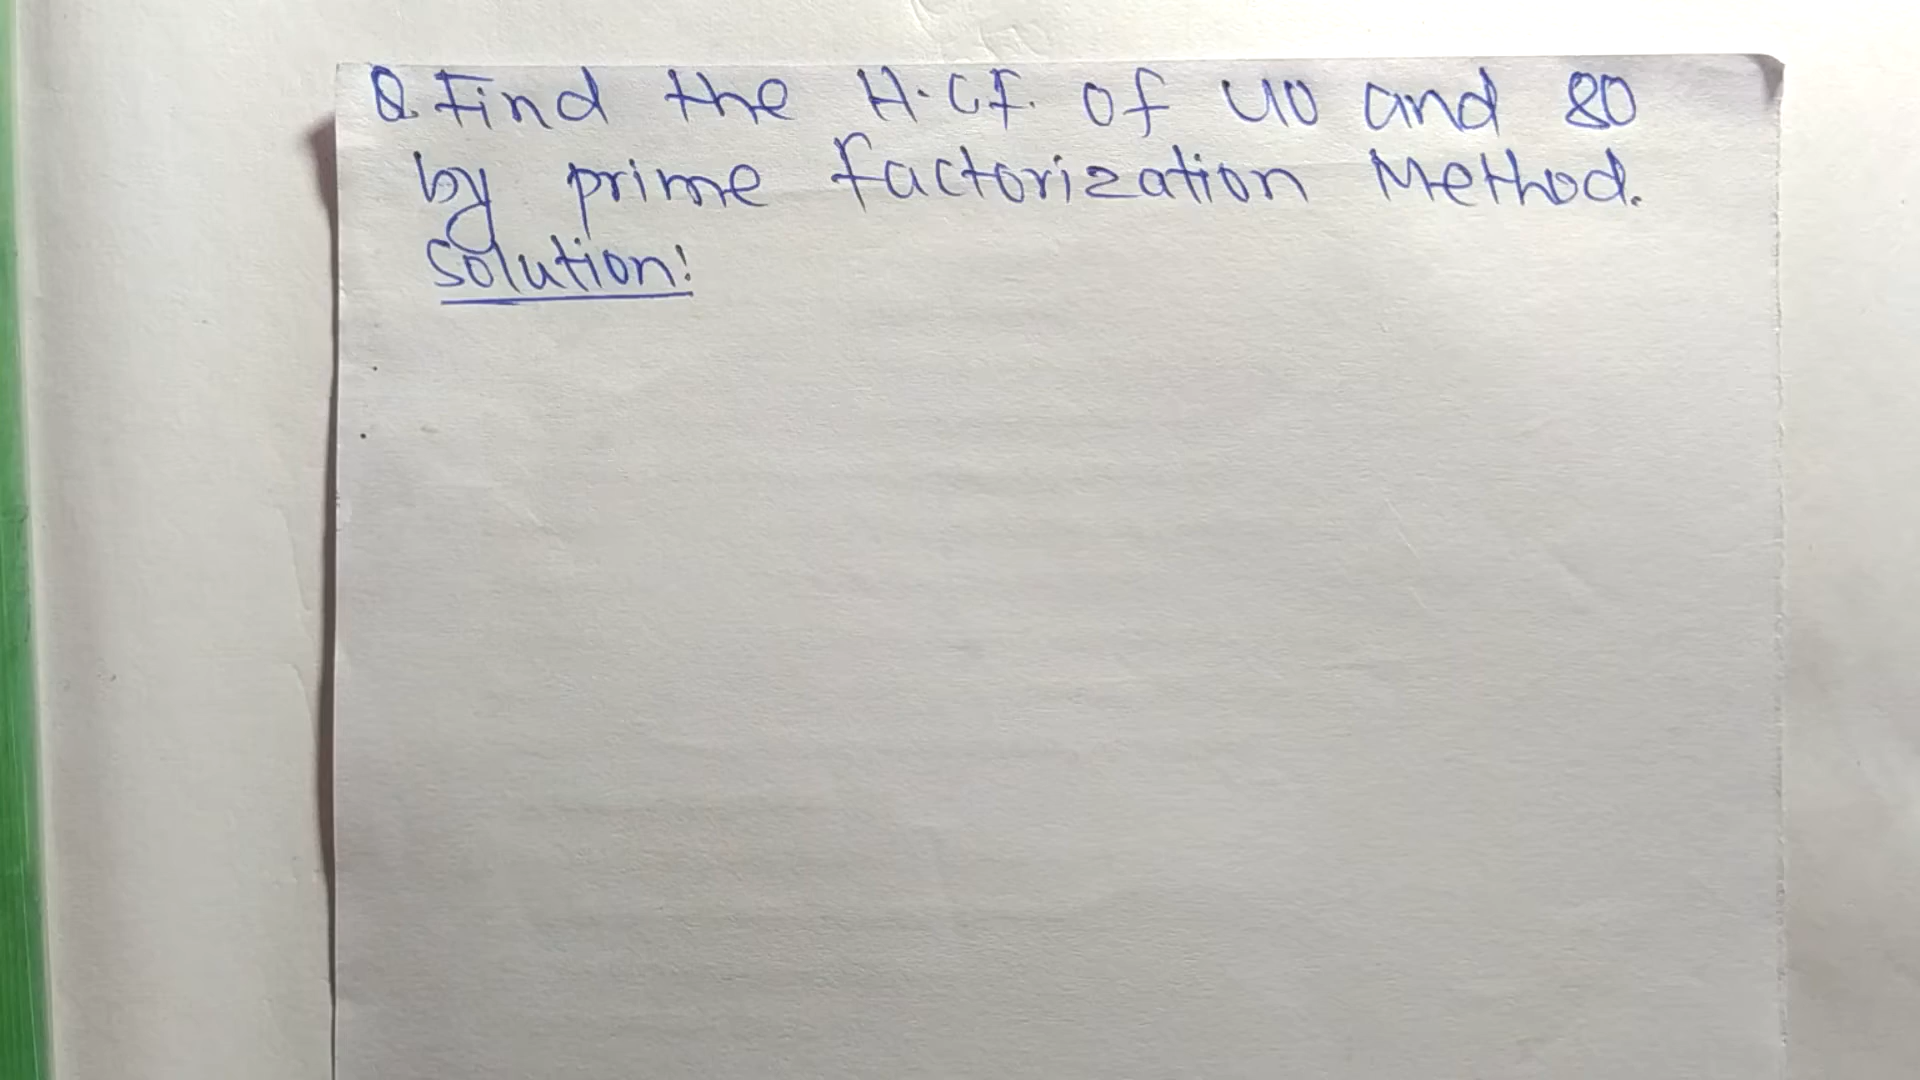 Q. Find the H.C.F. of 40 and 80
by prime factorization Method.
Solution: